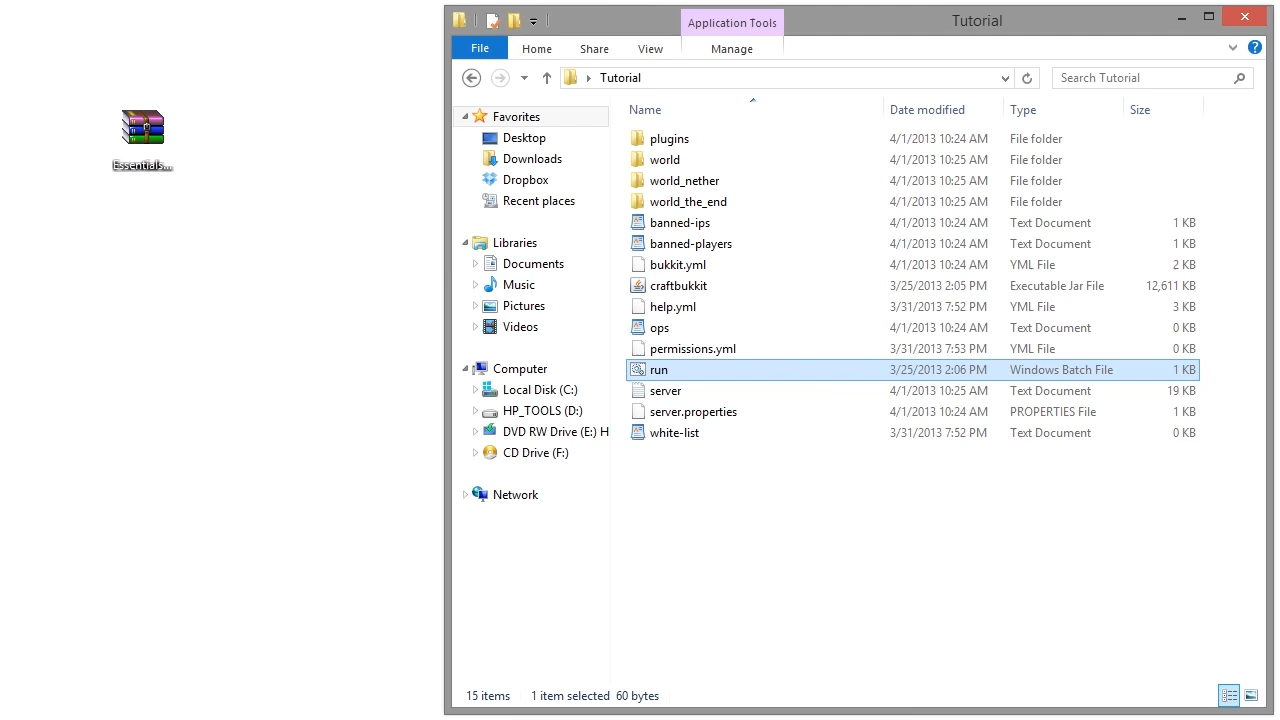 Essentials...
Application Tools
Tutorial
File
Home
Share
View
Manage
Tutorial
Search Tutorial
Name
Date modified
Type
Size
Favorites
Desktop
Downloads
Dropbox
Recent places
Libraries
Documents
Music
Pictures
Videos
Computer
Local Disk (C:)
HP_TOOLS (D:)
DVD RW Drive (E:) H
CD Drive (F:)
Network
plugins 4/1/2013 10:24 AM File folder
world 4/1/2013 10:25 AM File folder
world_nether 4/1/2013 10:25 AM File folder
world_the_end 4/1/2013 10:25 AM File folder
banned-ips 4/1/2013 10:24 AM Text Document 1 KB
banned-players 4/1/2013 10:24 AM Text Document 1 KB
bukkit.yml 4/1/2013 10:24 AM YML File 2 KB
craftbukkit 3/25/2013 2:05 PM Executable Jar File 12,611 KB
help.yml 3/31/2013 7:52 PM YML File 3 KB
ops 4/1/2013 10:24 AM Text Document 0 KB
permissions.yml 3/31/2013 7:53 PM YML File 0 KB
run 3/25/2013 2:06 PM Windows Batch File 1 KB
server 4/1/2013 10:25 AM Text Document 19 KB
server.properties 4/1/2013 10:24 AM PROPERTIES File 1 KB
white-list 3/31/2013 7:52 PM Text Document 0 KB
15 items
1 item selected 60 bytes